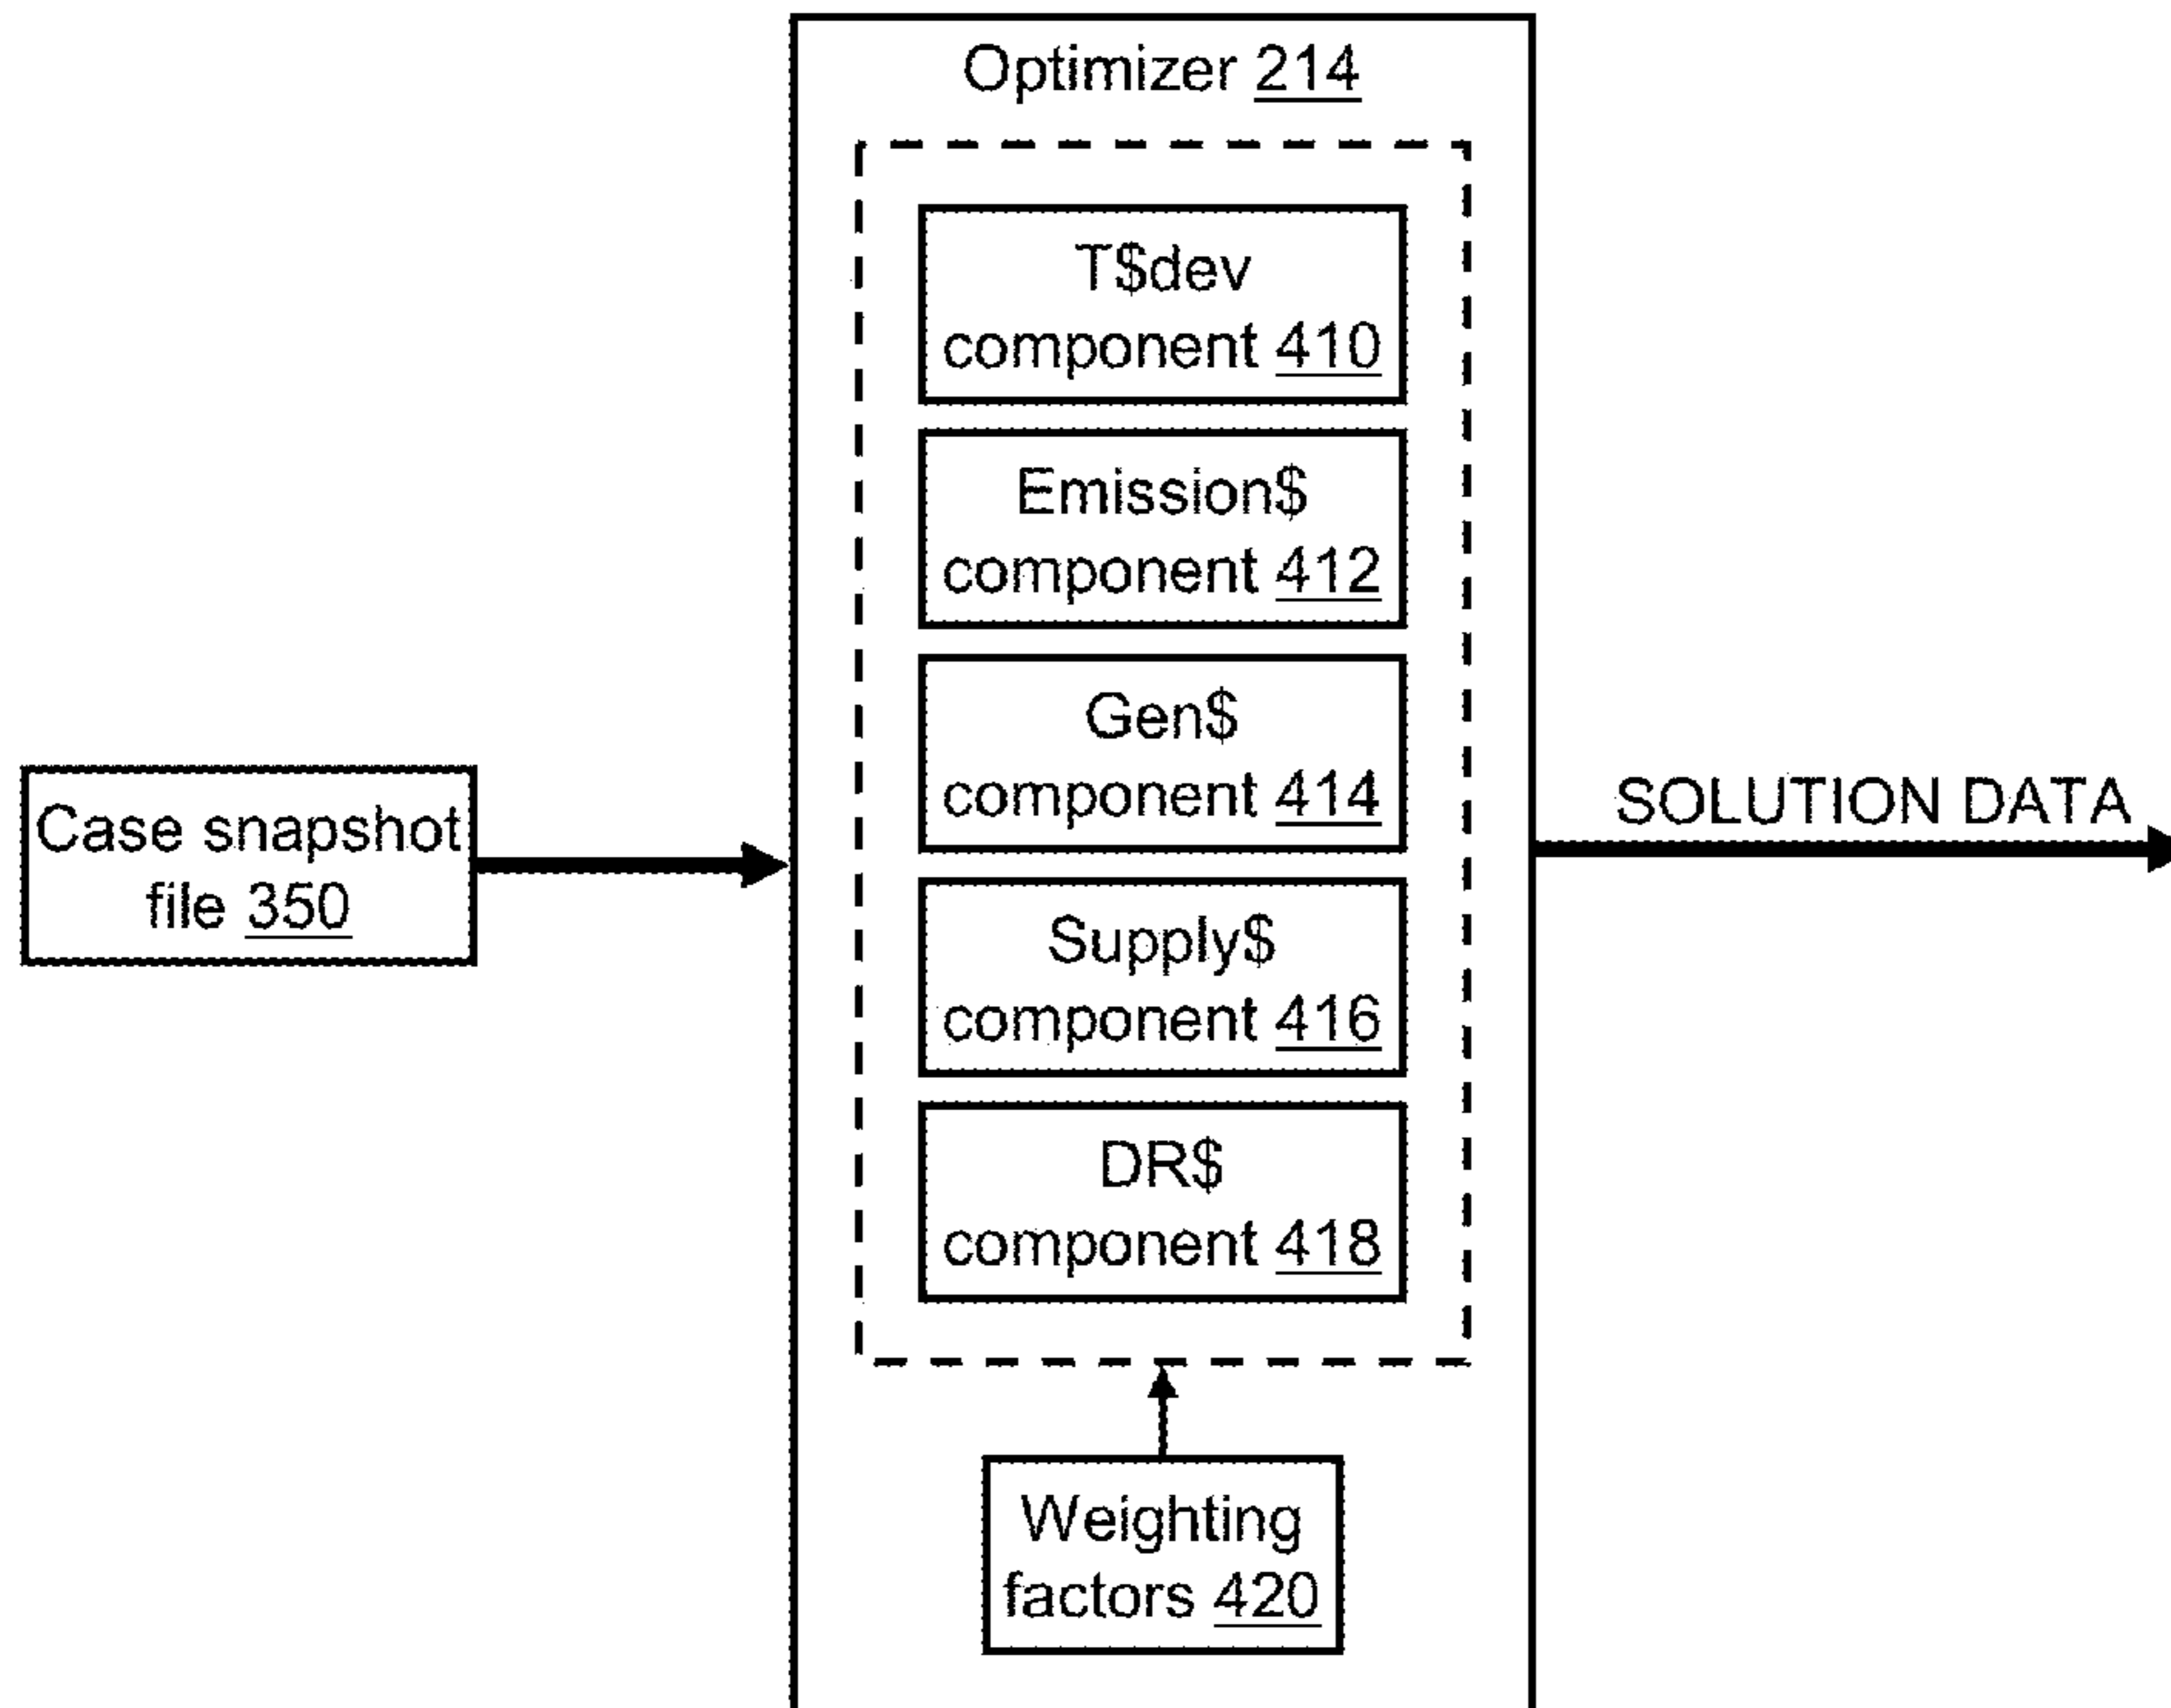 Optimizer 214
T$dev
component 410
Emission$
component 412
Gen$
component 414
Supply$
component 416
DR$
component 418
Weighting
factors 420
Case snapshot
file 350
SOLUTION DATA